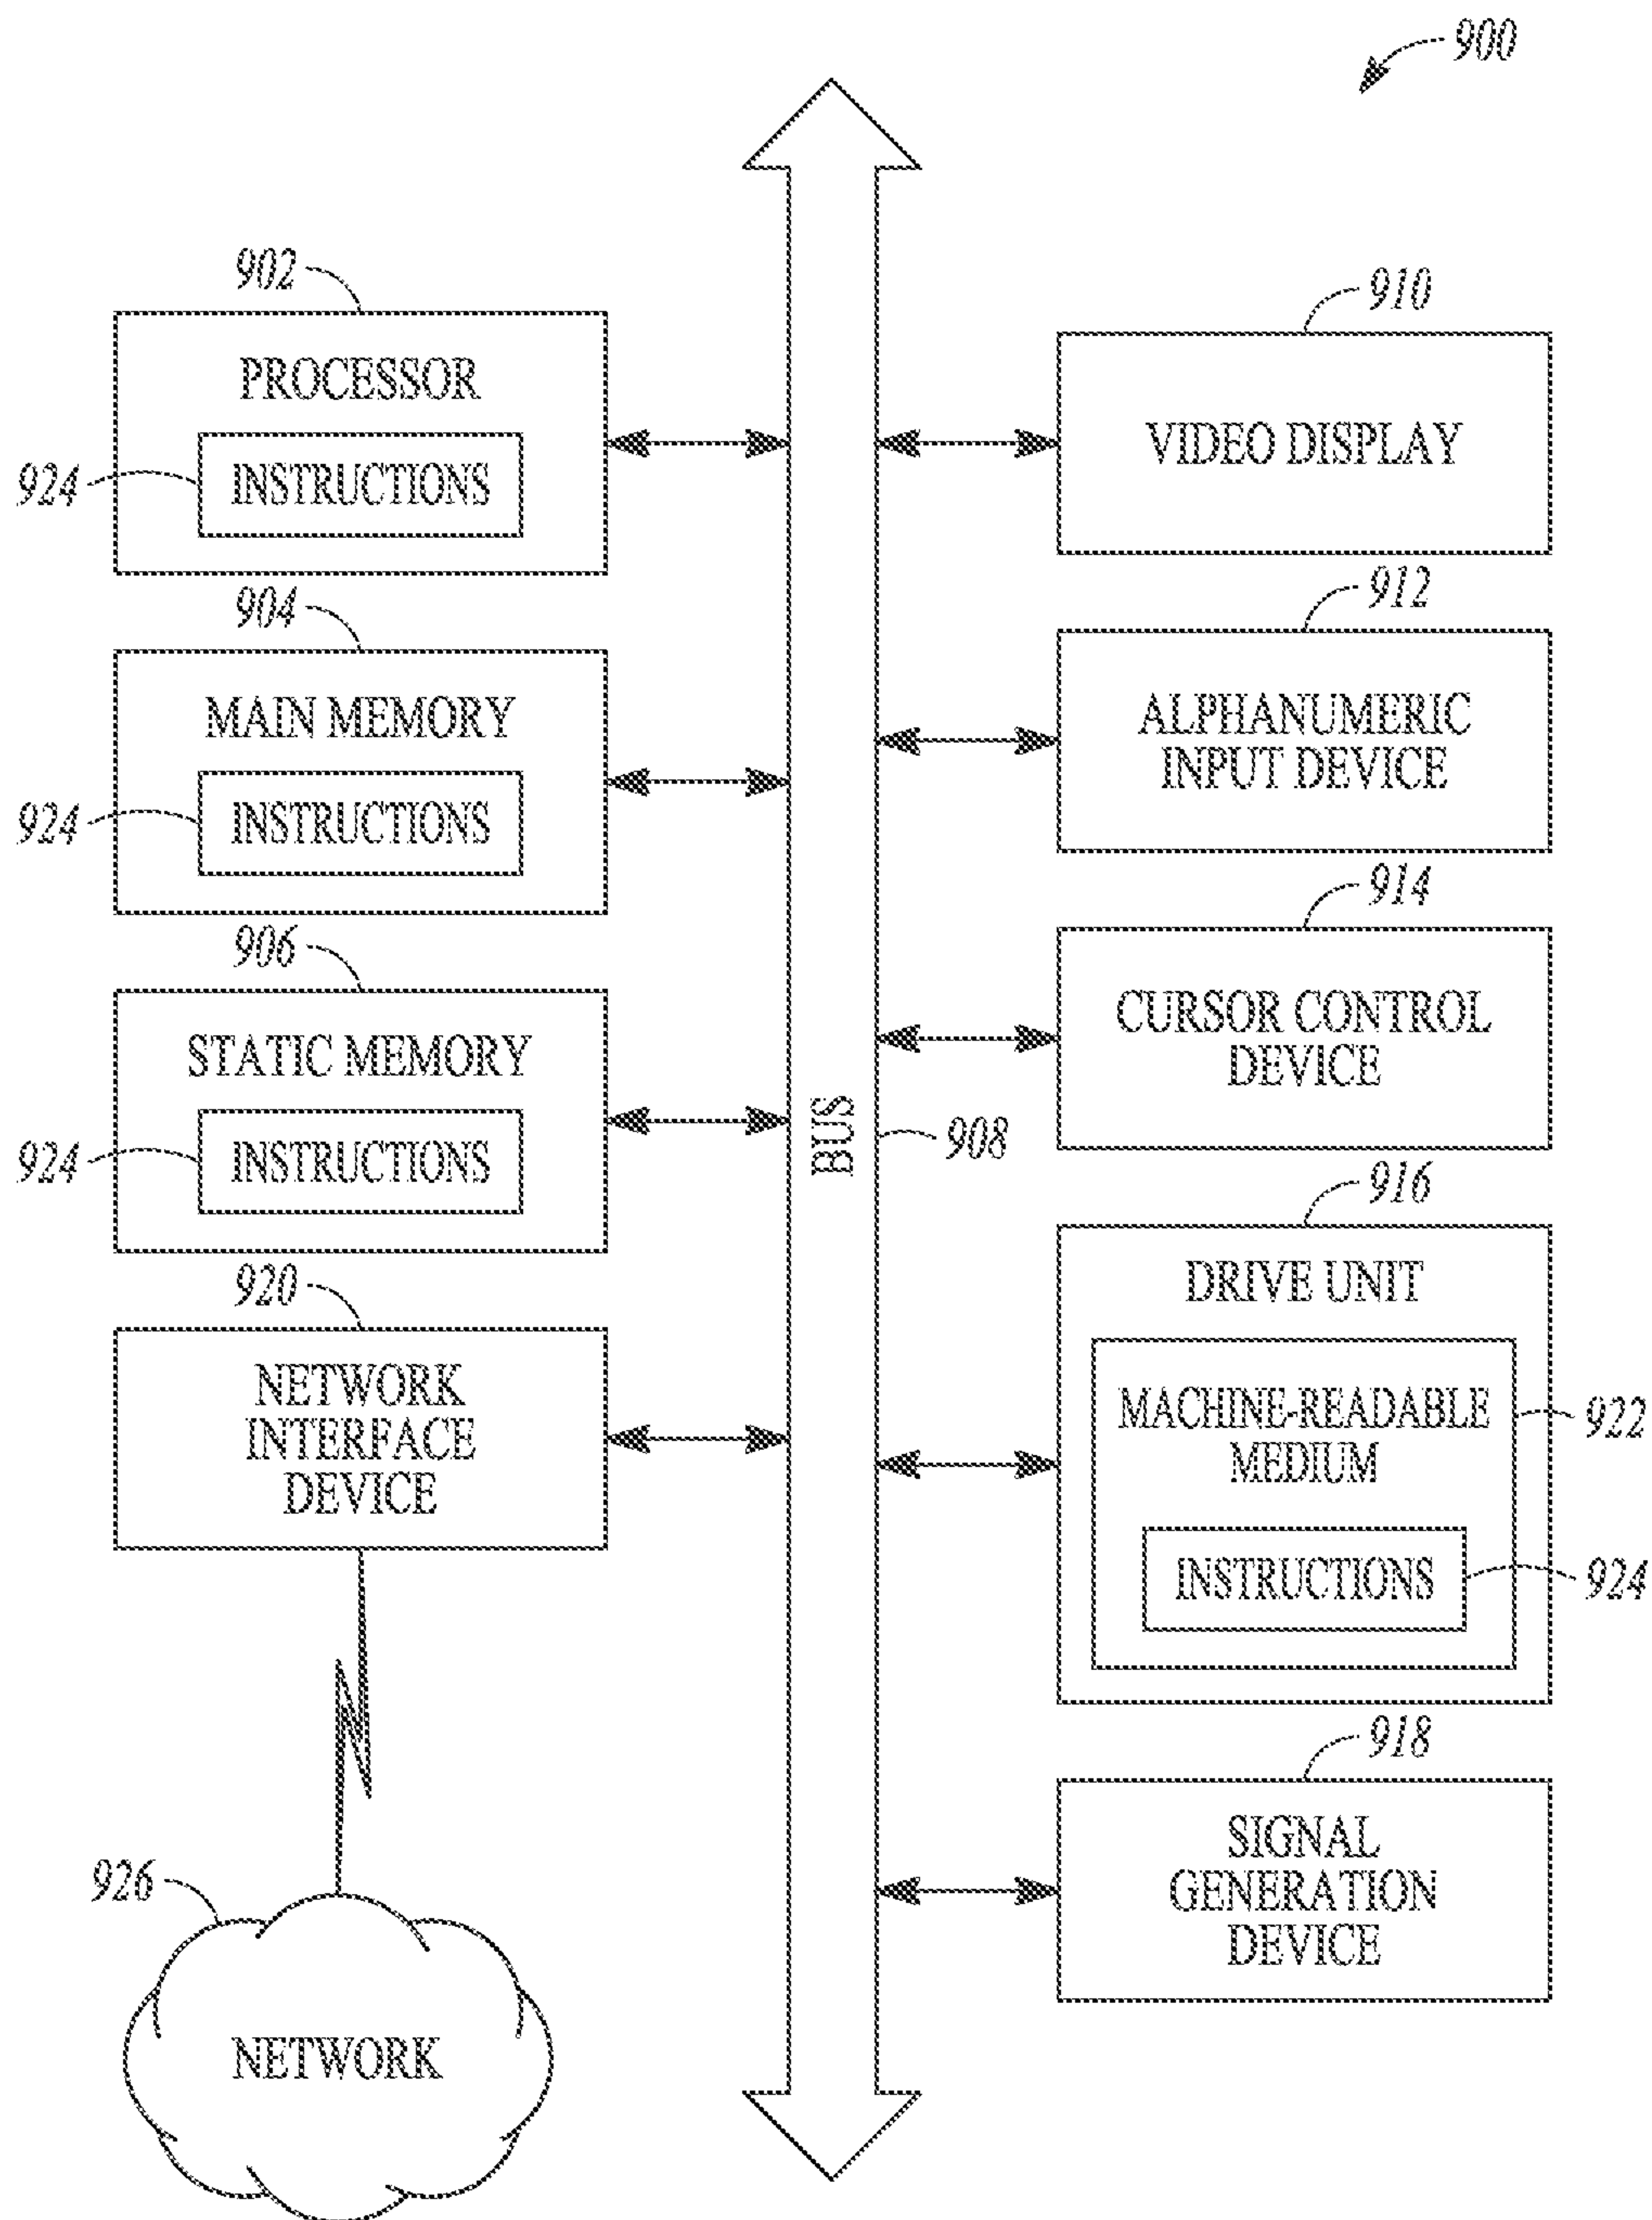 900
902
PROCESSOR
924
INSTRUCTIONS
904
MAIN MEMORY
924
INSTRUCTIONS
906
STATIC MEMORY
924
INSTRUCTIONS
920
NETWORK
INTERFACE
DEVICE
926
NETWORK
BUS
908
910
VIDEO DISPLAY
912
ALPHANUMERIC
INPUT DEVICE
914
CURSOR CONTROL
DEVICE
916
DRIVE UNIT
MACHINE-READABLE
MEDIUM
922
INSTRUCTIONS
924
918
SIGNAL
GENERATION
DEVICE